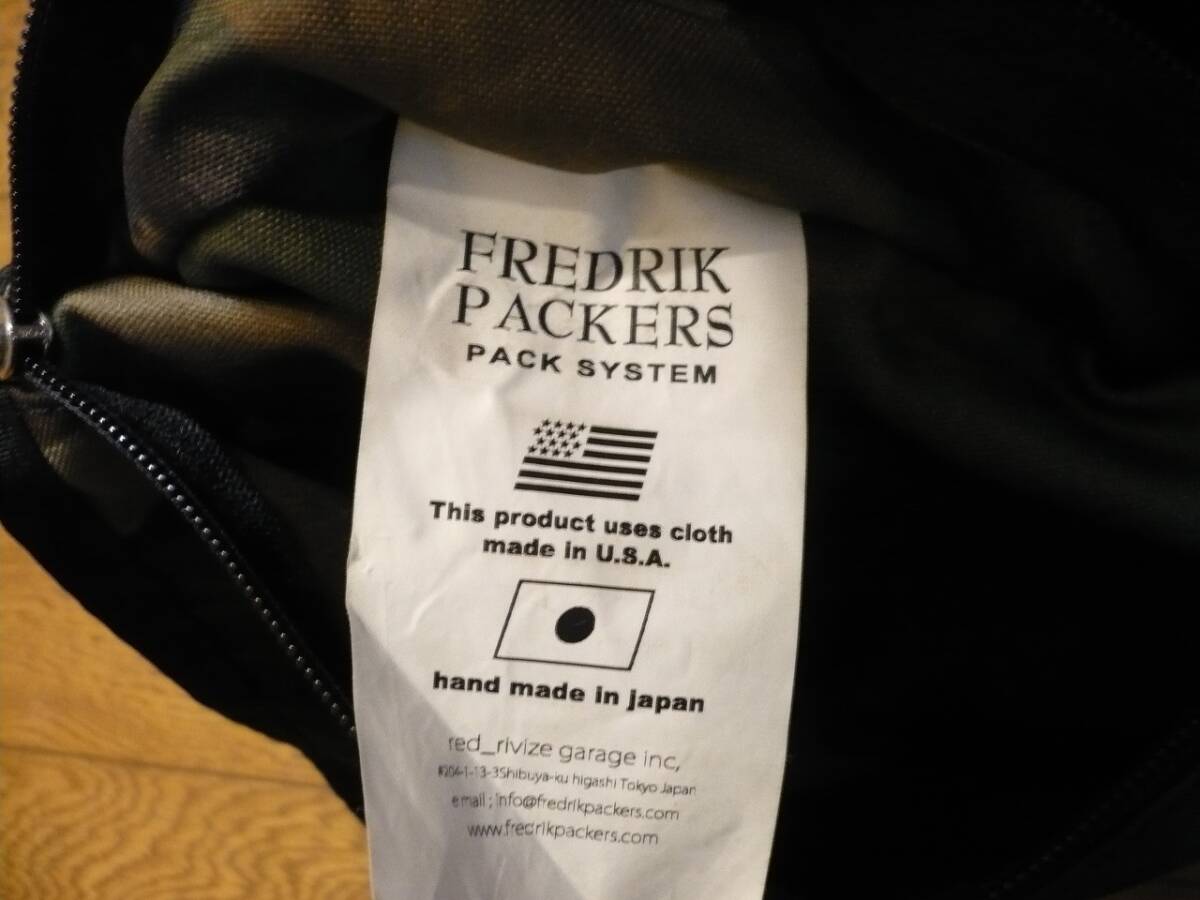 FREDRIK
PACKERS
PACK SYSTEM
This product uses cloth
made in U.S.A.
hand made in japan
red_rivize garage inc,
#204-1-13-3Shibuya-ku higashi Tokyo Japan
email ; info@fredrikpackers.com
www.fredrikpackers.com